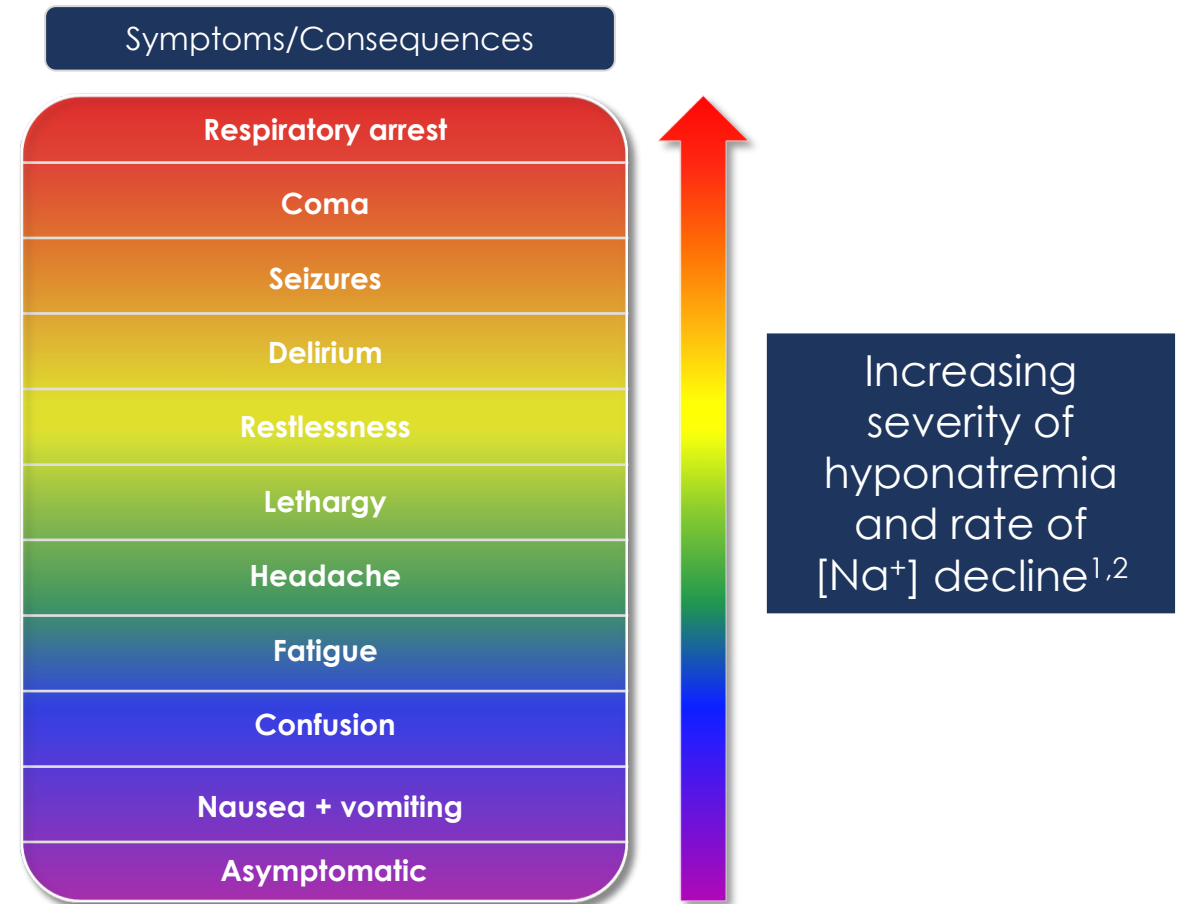 Symptoms/Consequences
Respiratory arrest
Coma
Seizures
Delirium
Restlessness
Lethargy
Headache
Fatigue
Confusion
Nausea + vomiting
Asymptomatic
Increasing
severity of
hyponatremia
and rate of
[Na⁺] decline¹,²